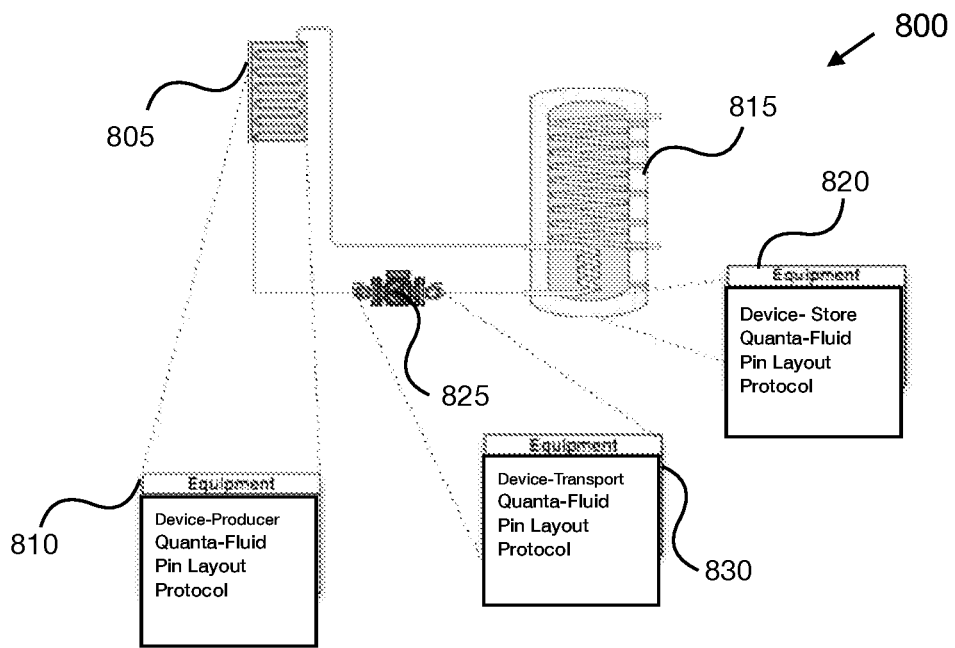 800
805
815
820
Equipment
Device- Store
Quanta-Fluid
Pin Layout
Protocol
825
Equipment
Device-Transport
Quanta-Fluid
Pin Layout
Protocol
830
810
Equipment
Device-Producer
Quanta-Fluid
Pin Layout
Protocol